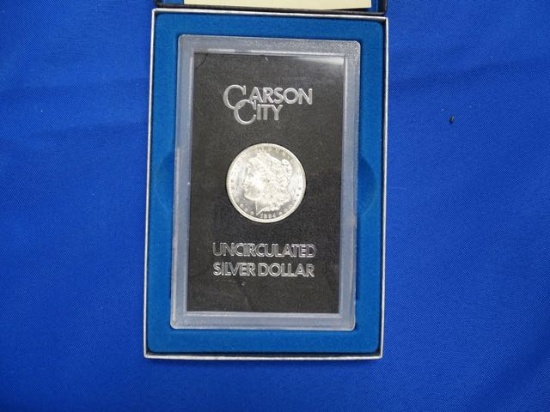 CARSON
CITY
UNCIRCULATED
SILVER DOLLAR